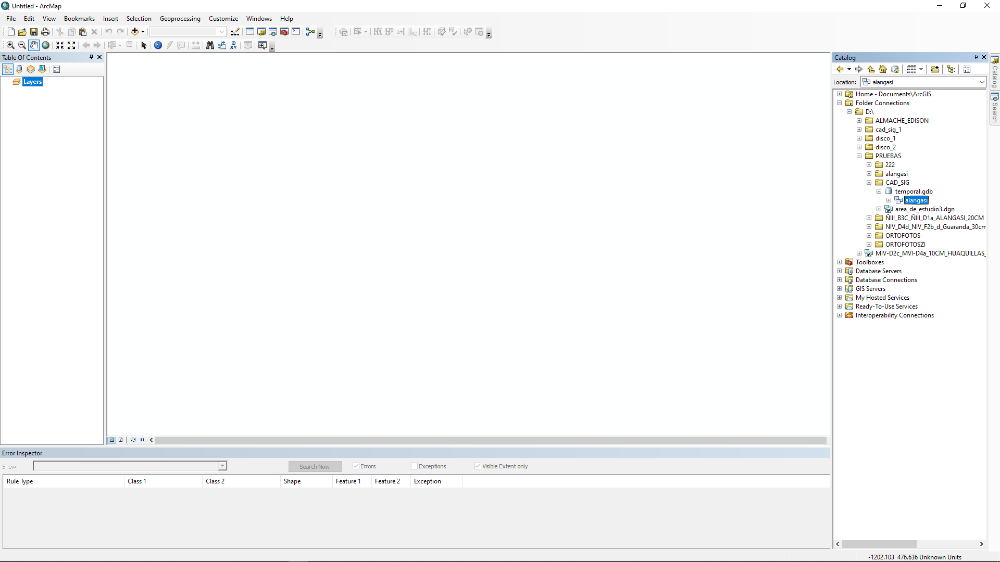 Untitled - ArcMap
File Edit View Bookmarks Insert Selection Geoprocessing Customize Windows Help
Table Of Contents
Layers
Catalog
Location: alangasi
Home - Documents\ArcGIS
Folder Connections
D:\
ALMACHE_EDISON
cad_sig_1
disco_1
disco_2
PRUEBAS
222
alangasi
CAD_SIG
temporal.gdb
alangasi
area_de_estudio3.dgn
ÑIII_B3C_ÑIII_D1a_ALANGASI_20CM
NIV_D4d_NIV_F2b_d_Guaranda_30cm
ORTOFOTOS
ORTOFOTOSZI
MIV-D2c_MVI-D4a_10CM_HUAQUILLAS_
Toolboxes
Database Servers
Database Connections
GIS Servers
My Hosted Services
Ready-To-Use Services
Interoperability Connections
Catalog
Search
Error Inspector
Show: Search Now Errors Exceptions Visible Extent only
Rule Type Class 1 Class 2 Shape Feature 1 Feature 2 Exception
-1202.103 476.636 Unknown Units